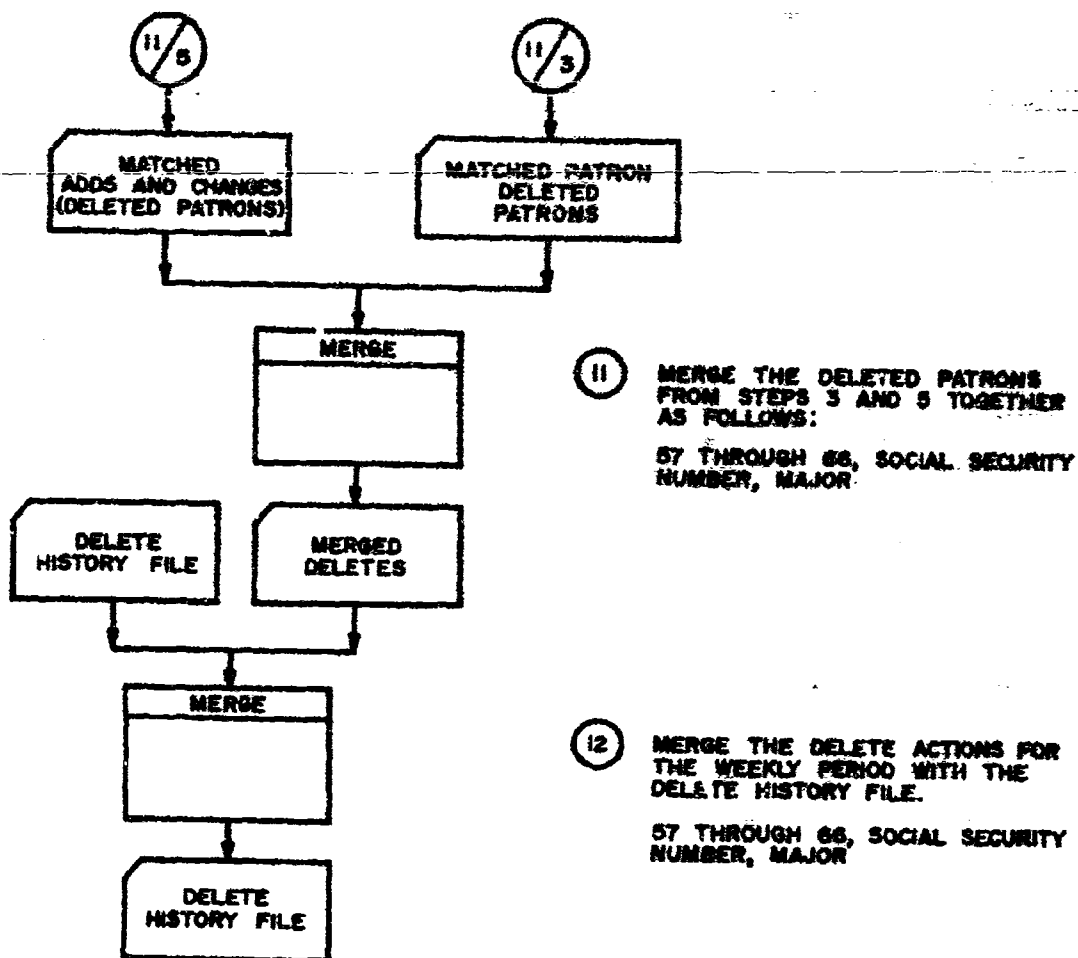 11/5
11/3
MATCHED
ADDS AND CHANGES
(DELETED PATRONS)
MATCHED PATRON
DELETED
PATRONS
MERGE
11 MERGE THE DELETED PATRONS
FROM STEPS 3 AND 5 TOGETHER
AS FOLLOWS:
57 THROUGH 66, SOCIAL SECURITY
NUMBER, MAJOR
DELETE
HISTORY FILE
MERGED
DELETES
MERGE
12 MERGE THE DELETE ACTIONS FOR
THE WEEKLY PERIOD WITH THE
DELETE HISTORY FILE.
57 THROUGH 66, SOCIAL SECURITY
NUMBER, MAJOR
DELETE
HISTORY FILE